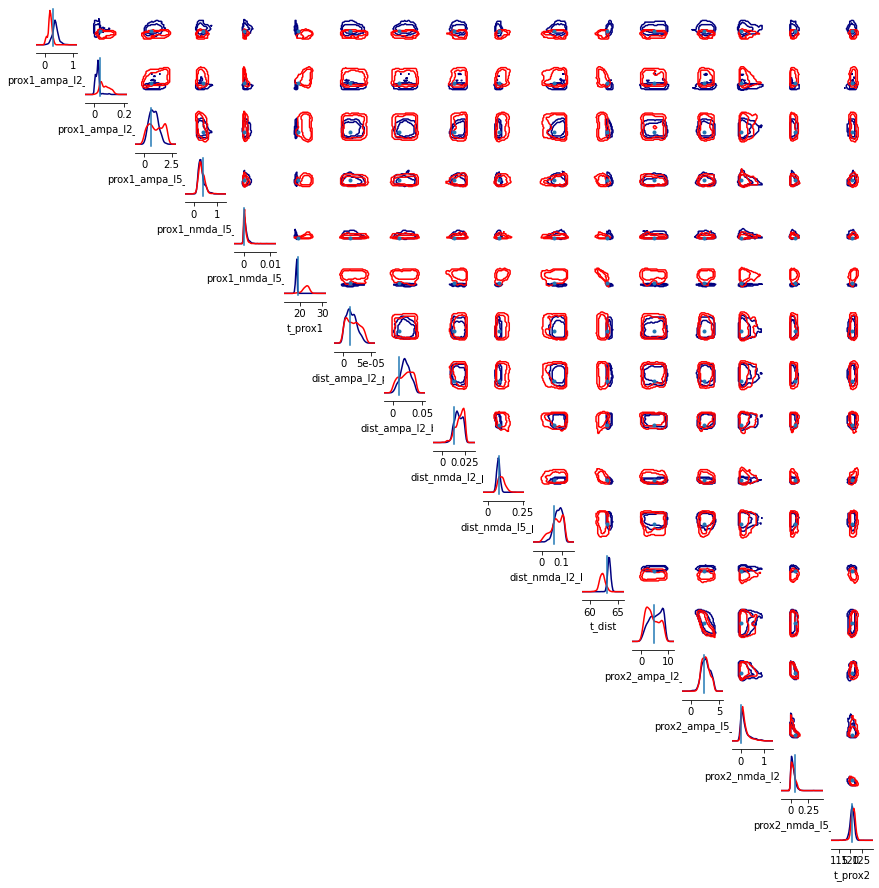 0 1
prox1_ampa_l2_
0 0.2
prox1_ampa_l2_
0 2.5
prox1_ampa_l5_
0 1
prox1_nmda_l5_
0 0.01
prox1_nmda_l5_
20 30
t_prox1
0 5e-05
dist_ampa_l2_p
0 0.05
dist_ampa_l2_b
0 0.025
dist_nmda_l2_p
0 0.25
dist_nmda_l5_p
0 0.1
dist_nmda_l2_b
60 65
t_dist
0 10
prox2_ampa_l2_
0 5
prox2_ampa_l5_
0 1
prox2_nmda_l2_
0 0.25
prox2_nmda_l5_
115 120 125
t_prox2